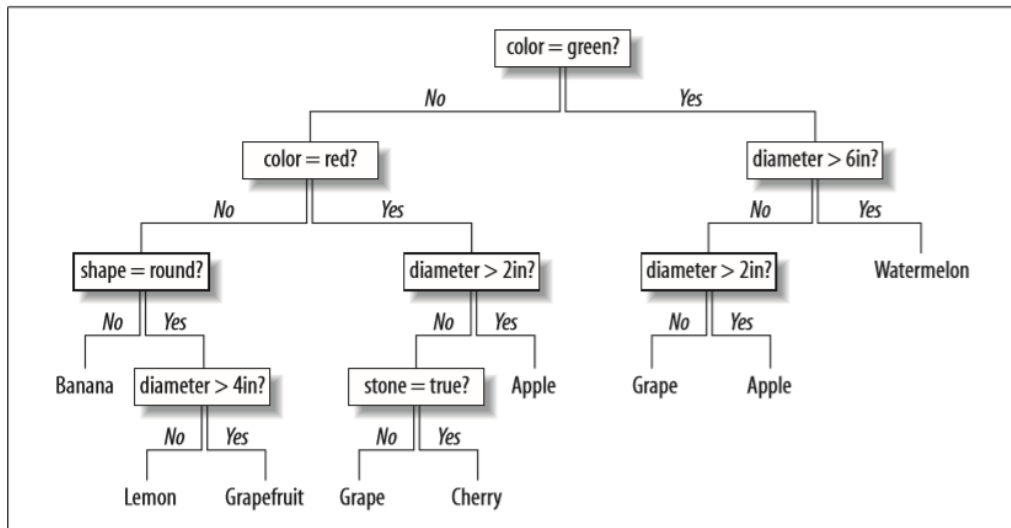 color = green?
No
Yes
color = red?
diameter > 6in?
No
Yes
No
Yes
shape = round?
diameter > 2in?
diameter > 2in?
Watermelon
No
Yes
No
Yes
No
Yes
Banana
diameter > 4in?
stone = true?
Apple
Grape
Apple
No
Yes
No
Yes
Lemon
Grapefruit
Grape
Cherry